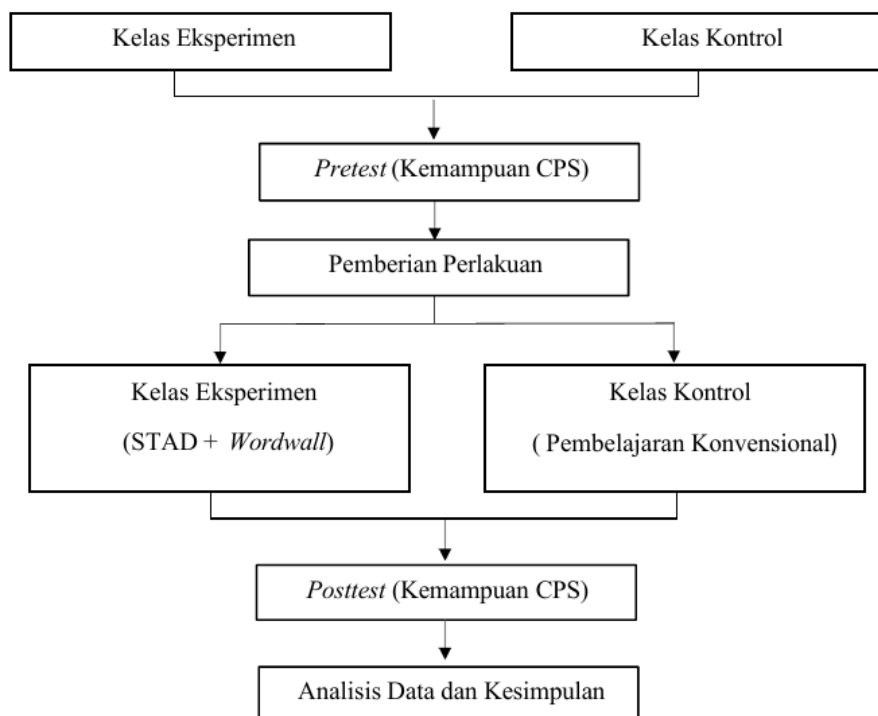 Kelas Eksperimen
Kelas Kontrol
Pretest (Kemampuan CPS)
Pemberian Perlakuan
Kelas Eksperimen
(STAD + Wordwall)
Kelas Kontrol
( Pembelajaran Konvensional)
Posttest (Kemampuan CPS)
Analisis Data dan Kesimpulan